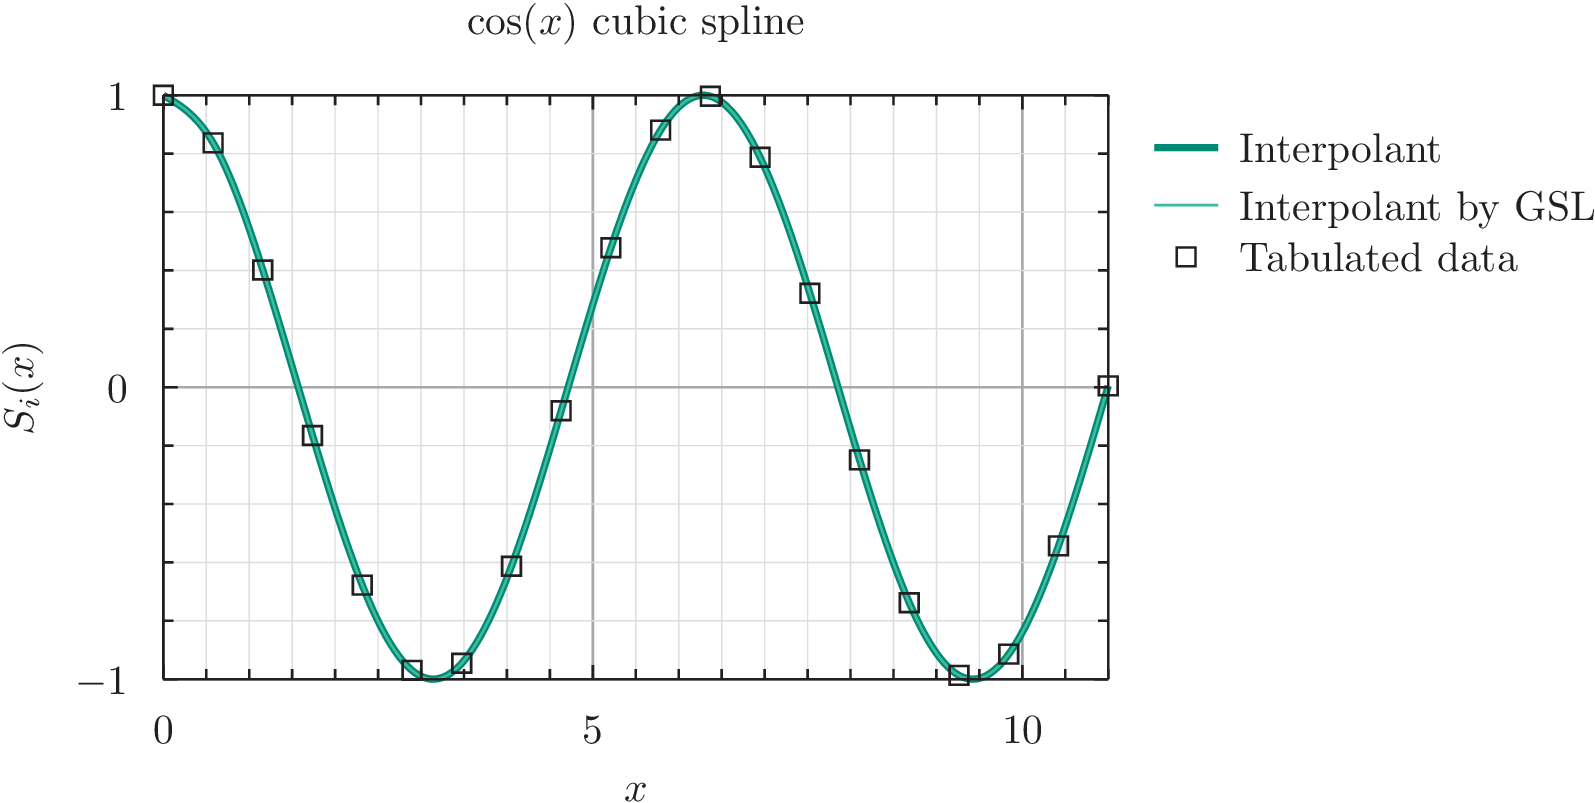 cos(x) cubic spline
1
0
−1
S_i(x)
0 5 10
x
Interpolant
Interpolant by GSL
Tabulated data